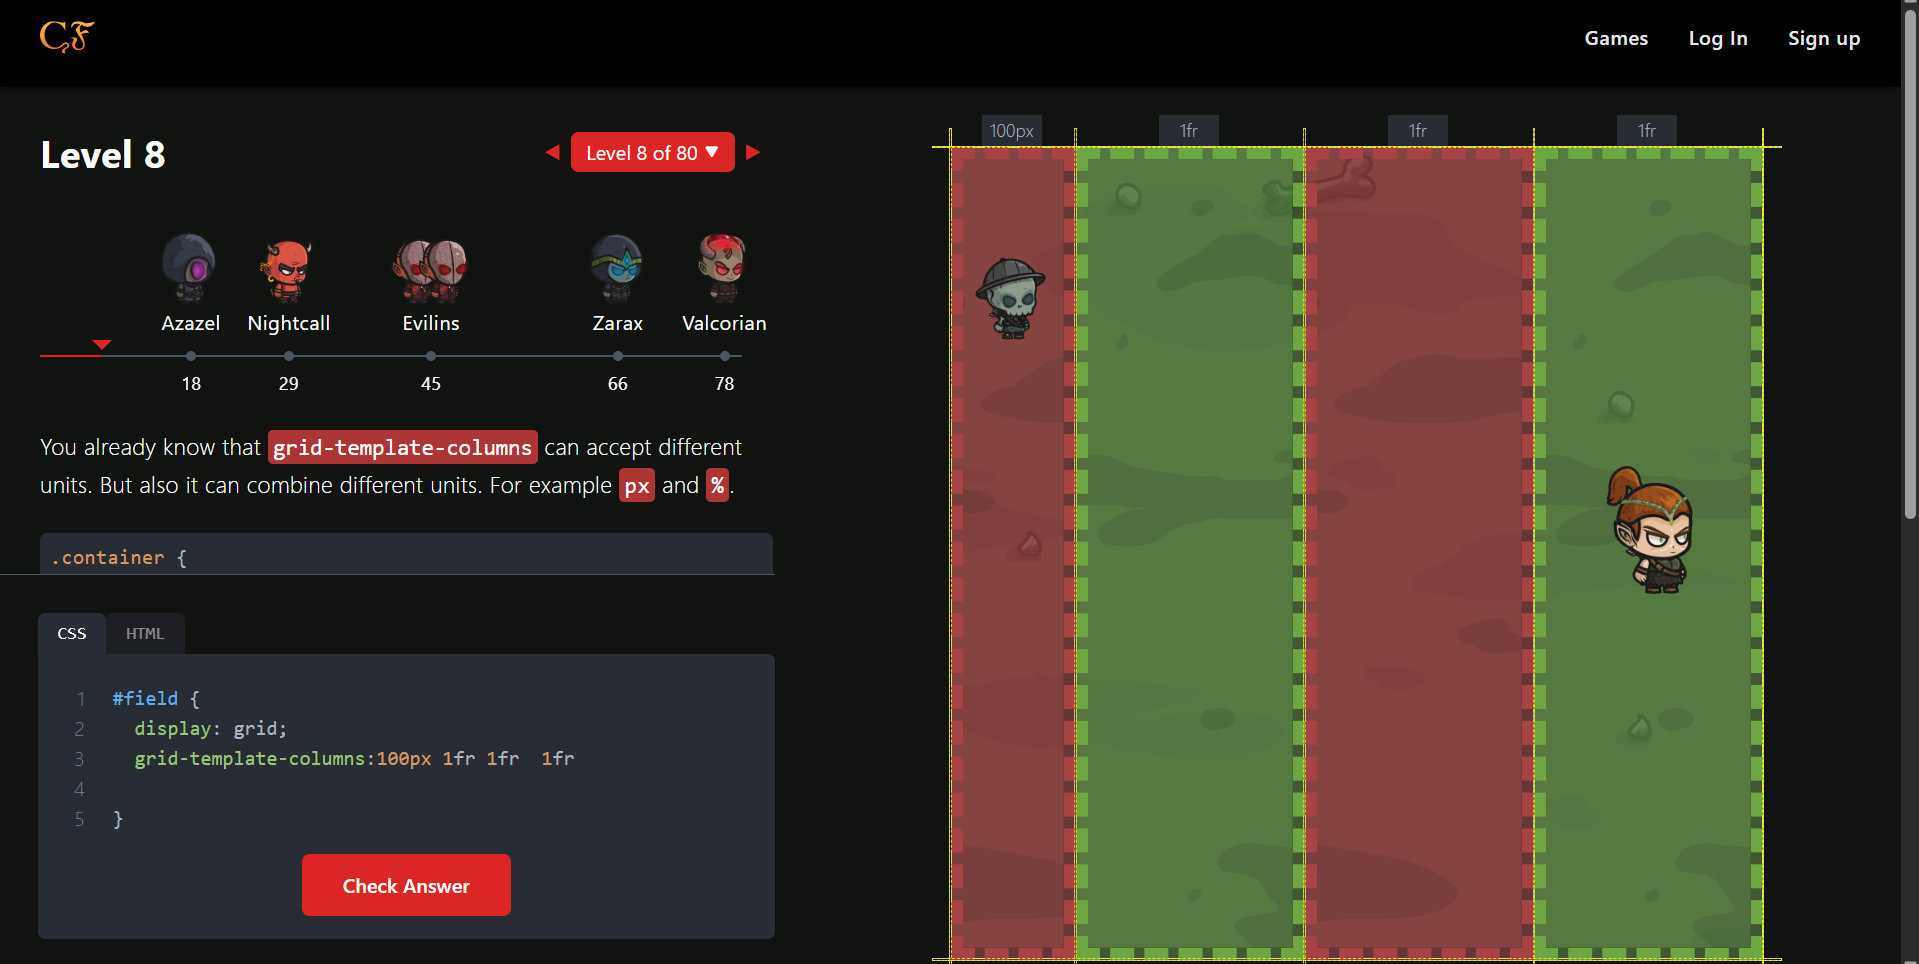 CF
Games Log In Sign up
Level 8
Level 8 of 80
Azazel Nightcall Evilins Zarax Valcorian
18 29 45 66 78
You already know that grid-template-columns can accept different
units. But also it can combine different units. For example px and %.
.container {
CSS HTML
1 #field {
2 display: grid;
3 grid-template-columns:100px 1fr 1fr  1fr
4
5 }
Check Answer
100px 1fr 1fr 1fr